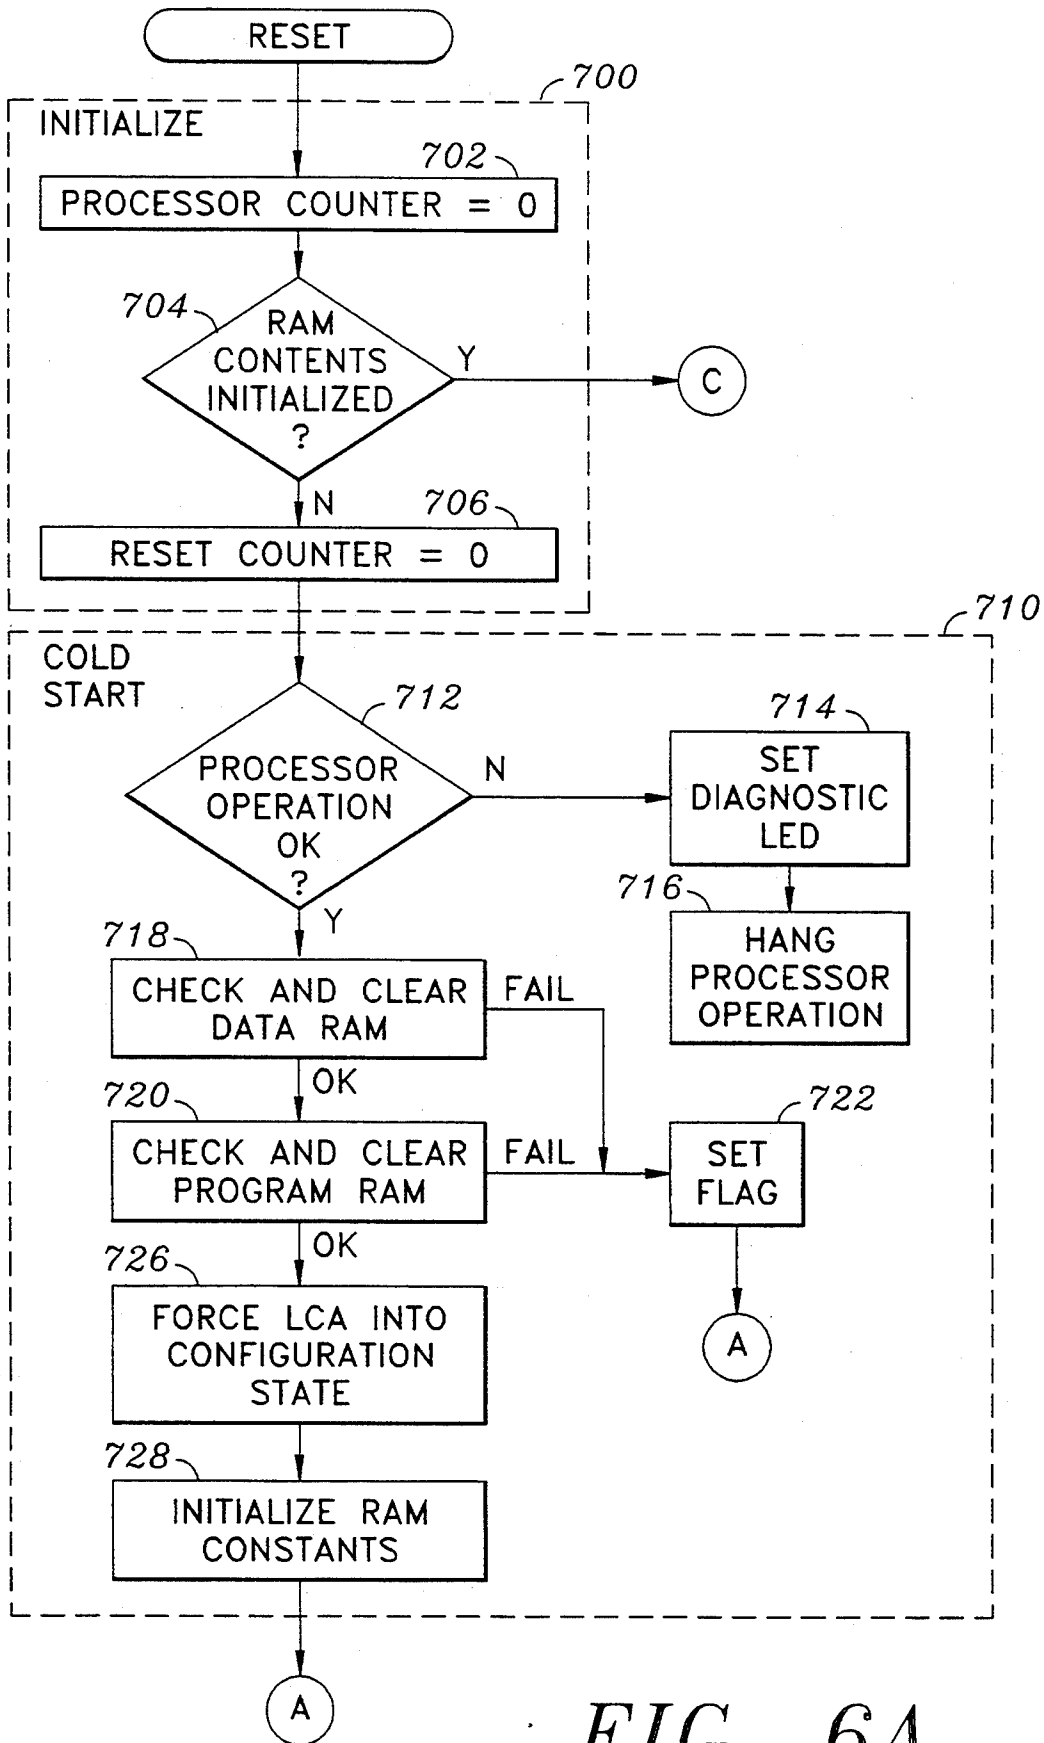 RESET
700
INITIALIZE
702
PROCESSOR COUNTER = 0
704
RAM
CONTENTS
INITIALIZED
?
Y
C
N
706
RESET COUNTER = 0
710
COLD
START
712
PROCESSOR
OPERATION
OK
?
N
714
SET
DIAGNOSTIC
LED
716
HANG
PROCESSOR
OPERATION
Y
718
CHECK AND CLEAR
DATA RAM
FAIL
OK
720
CHECK AND CLEAR
PROGRAM RAM
FAIL
722
SET
FLAG
A
OK
726
FORCE LCA INTO
CONFIGURATION
STATE
728
INITIALIZE RAM
CONSTANTS
A
FIG. 6A